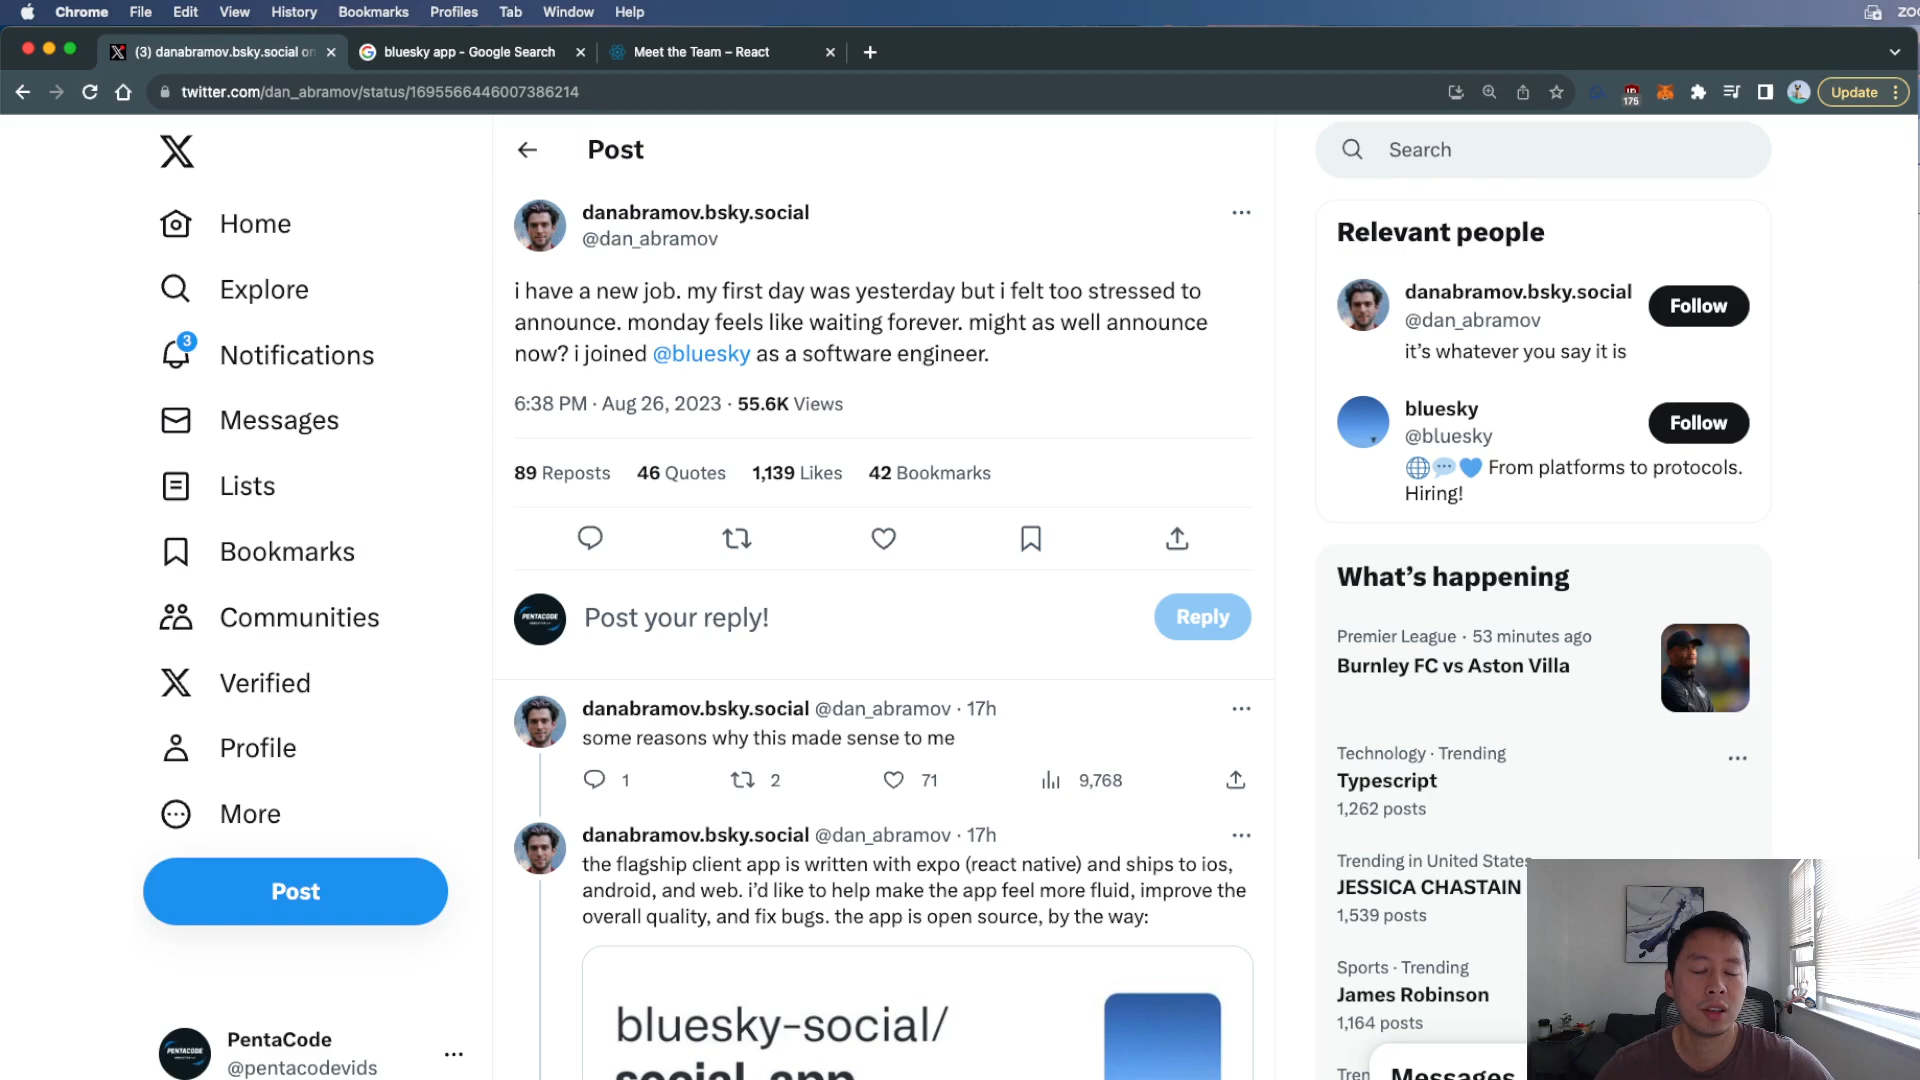 Chrome File Edit View History Bookmarks Profiles Tab Window Help
(3) danabramov.bsky.social on
bluesky app - Google Search
Meet the Team – React
twitter.com/dan_abramov/status/1695566446007386214
175
Update
Home
Explore
3
Notifications
Messages
Lists
Bookmarks
Communities
Verified
Profile
More
Post
PentaCode
@pentacodevids
Post
danabramov.bsky.social
@dan_abramov
i have a new job. my first day was yesterday but i felt too stressed to
announce. monday feels like waiting forever. might as well announce
now? i joined @bluesky as a software engineer.
6:38 PM · Aug 26, 2023 · 55.6K Views
89 Reposts 46 Quotes 1,139 Likes 42 Bookmarks
PENTACODE
Post your reply!
Reply
danabramov.bsky.social @dan_abramov · 17h
some reasons why this made sense to me
1 2 71 9,768
danabramov.bsky.social @dan_abramov · 17h
the flagship client app is written with expo (react native) and ships to ios,
android, and web. i'd like to help make the app feel more fluid, improve the
overall quality, and fix bugs. the app is open source, by the way:
bluesky-social/
social-app
Search
Relevant people
danabramov.bsky.social
@dan_abramov
Follow
it's whatever you say it is
bluesky
@bluesky
Follow
From platforms to protocols.
Hiring!
What's happening
Premier League · 53 minutes ago
Burnley FC vs Aston Villa
Technology · Trending
Typescript
1,262 posts
Trending in United States
JESSICA CHASTAIN
1,539 posts
Sports · Trending
James Robinson
1,164 posts
Messages